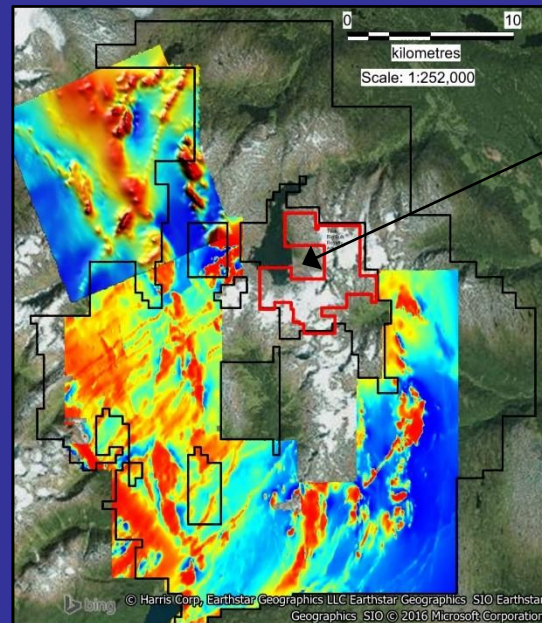 0 10
kilometres
Scale: 1:252,000
bing
© Harris Corp, Earthstar Geographics LLC Earthstar Geographics SIO Earthstar
Geographics SIO © 2016 Microsoft Corporation